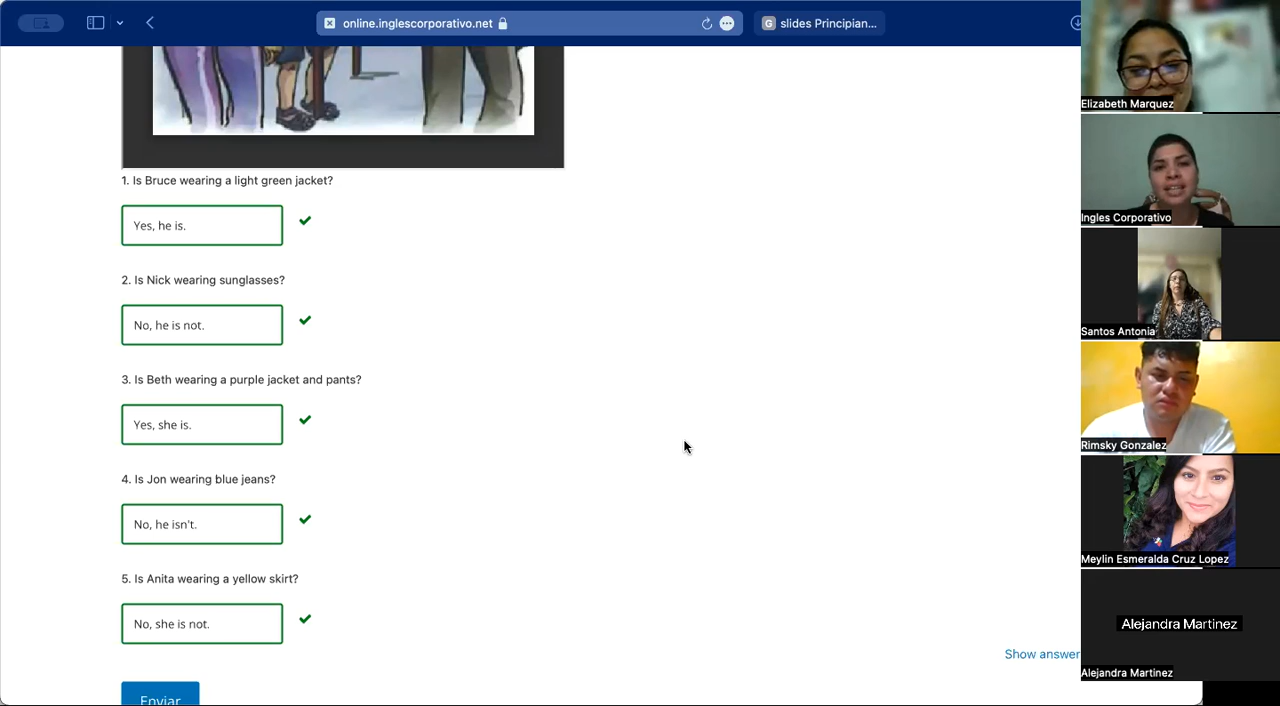 online.inglescorporativo.net
G slides Principian...
1. Is Bruce wearing a light green jacket?
Yes, he is.
2. Is Nick wearing sunglasses?
No, he is not.
3. Is Beth wearing a purple jacket and pants?
Yes, she is.
4. Is Jon wearing blue jeans?
No, he isn't.
5. Is Anita wearing a yellow skirt?
No, she is not.
Show answer
Enviar
Elizabeth Marquez
Ingles Corporativo
Santos Antonia
Rimsky Gonzalez
Meylin Esmeralda Cruz Lopez
Alejandra Martinez
Alejandra Martinez